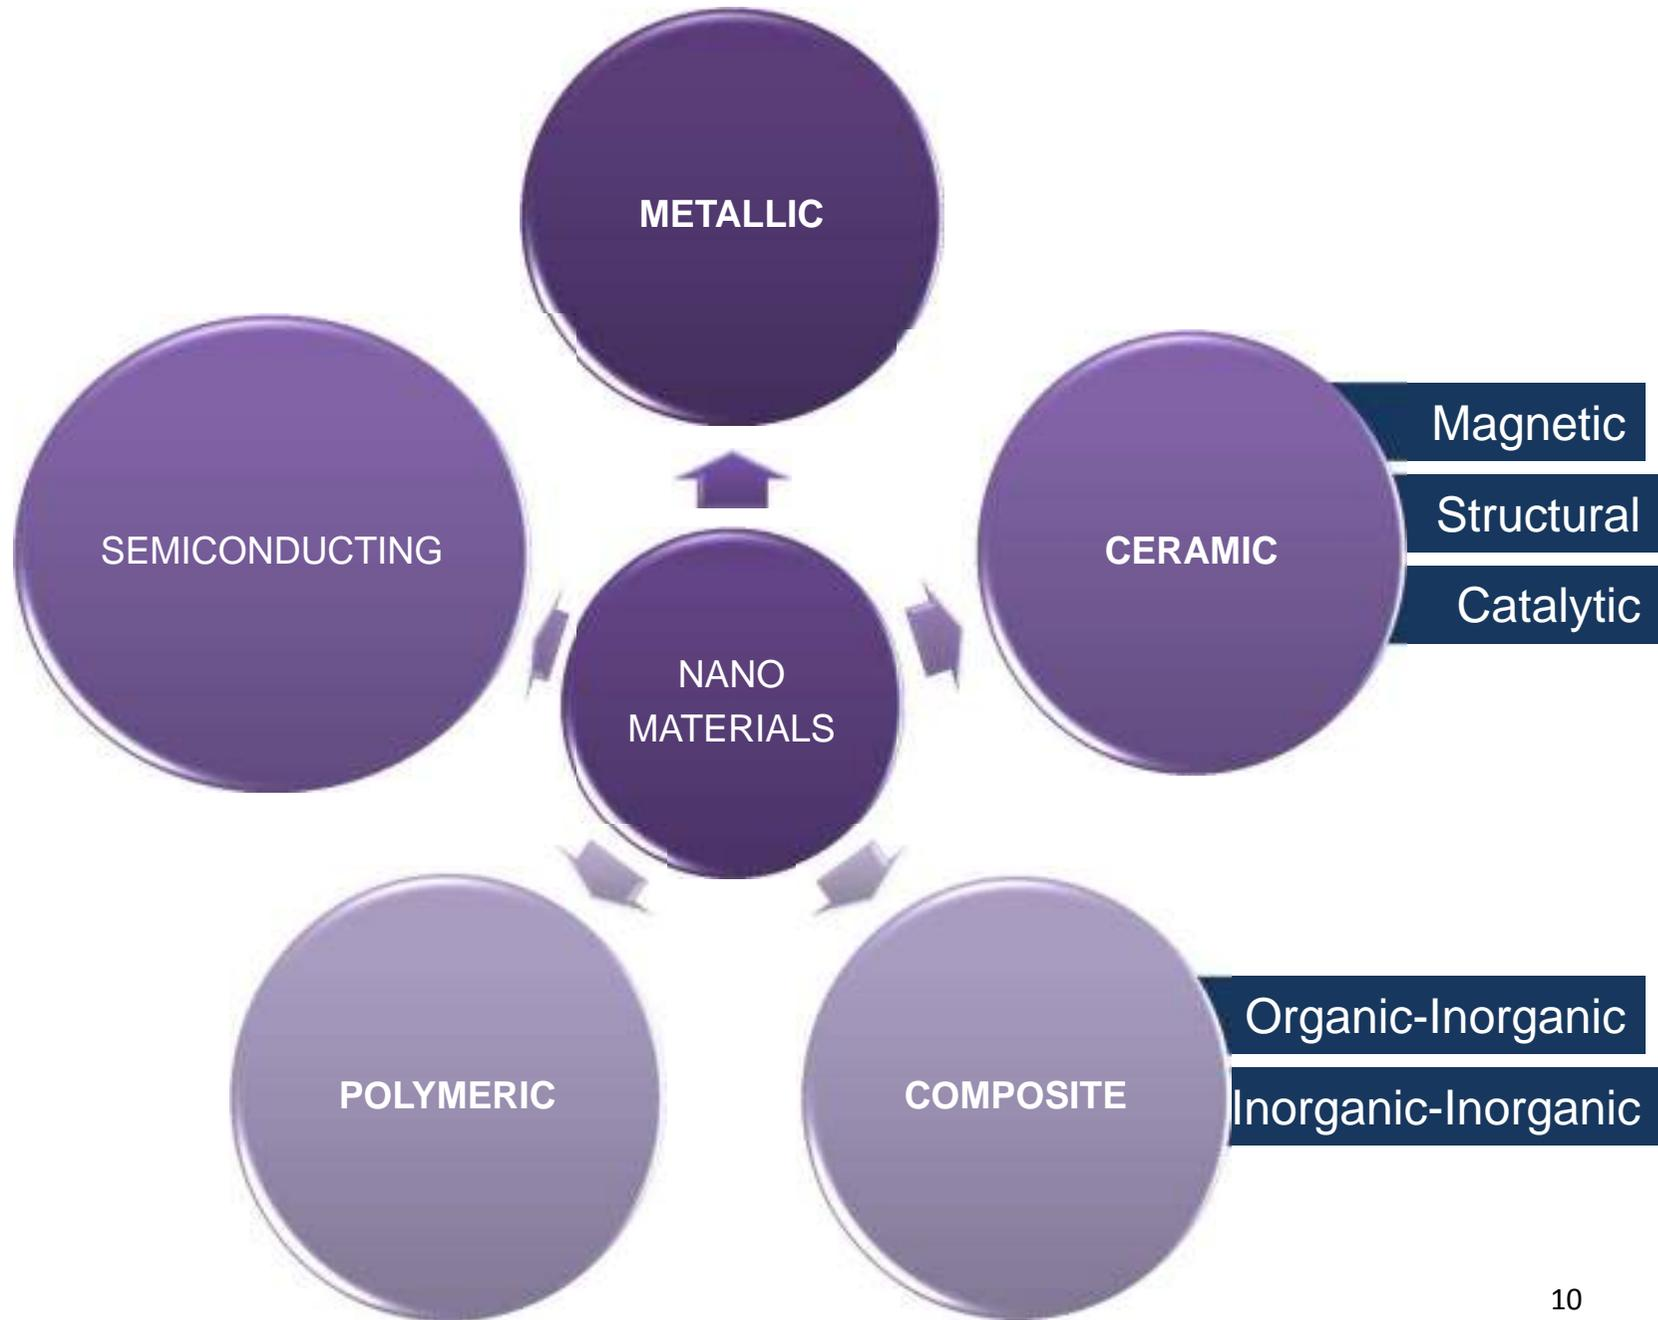 METALLIC
SEMICONDUCTING
CERAMIC
Magnetic
Structural
Catalytic
NANO
MATERIALS
POLYMERIC
COMPOSITE
Organic-Inorganic
Inorganic-Inorganic
10